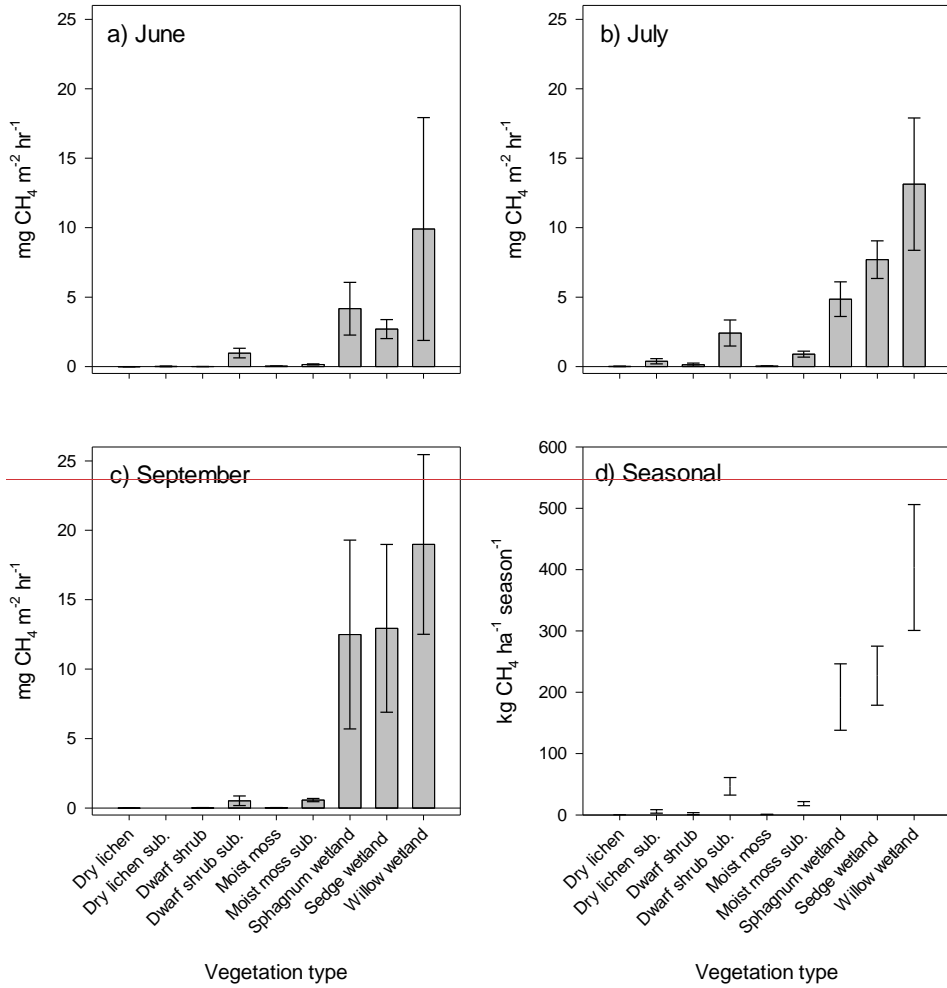 a) June
25
20
15
10
5
0
mg CH₄ m⁻² hr⁻¹
b) July
25
20
15
10
5
0
mg CH₄ m⁻² hr⁻¹
c) September
25
20
15
10
5
0
mg CH₄ m⁻² hr⁻¹
Dry lichen
Dry lichen sub.
Dwarf shrub
Dwarf shrub sub.
Moist moss
Moist moss sub.
Sphagnum wetland
Sedge wetland
Willow wetland
Vegetation type
d) Seasonal
600
500
400
300
200
100
0
kg CH₄ ha⁻¹ season⁻¹
Dry lichen
Dry lichen sub.
Dwarf shrub
Dwarf shrub sub.
Moist moss
Moist moss sub.
Sphagnum wetland
Sedge wetland
Willow wetland
Vegetation type